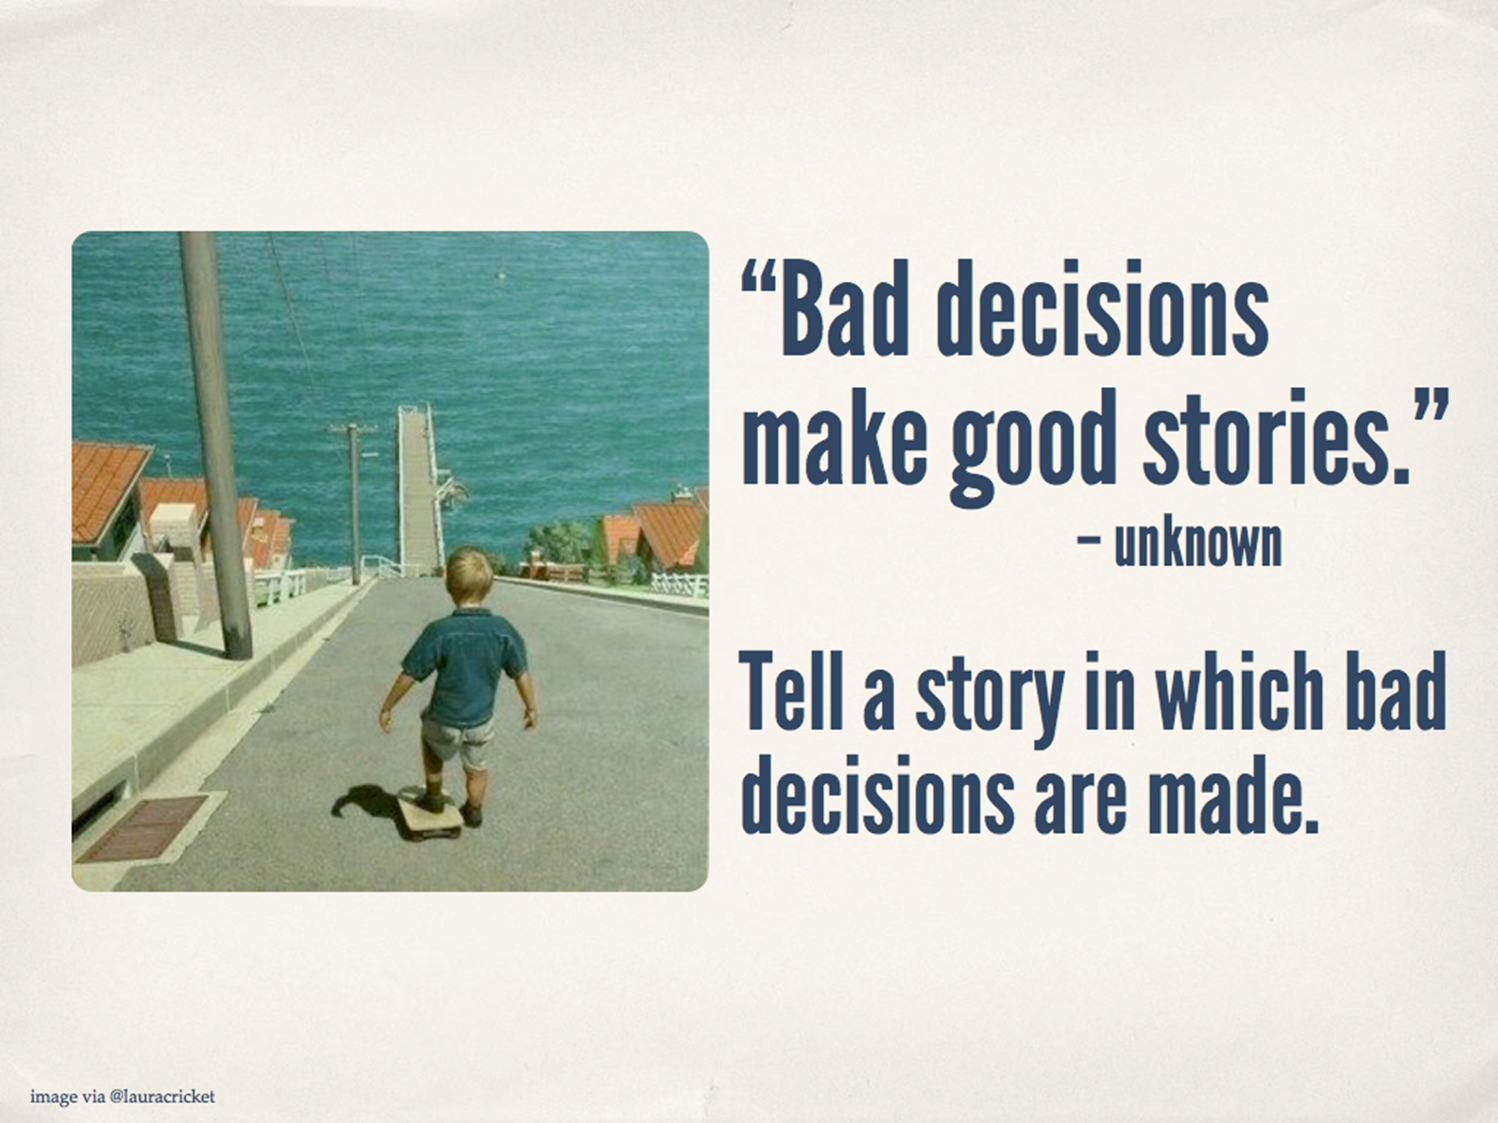 “Bad decisions
make good stories.”
– unknown
Tell a story in which bad
decisions are made.
image via @lauracricket